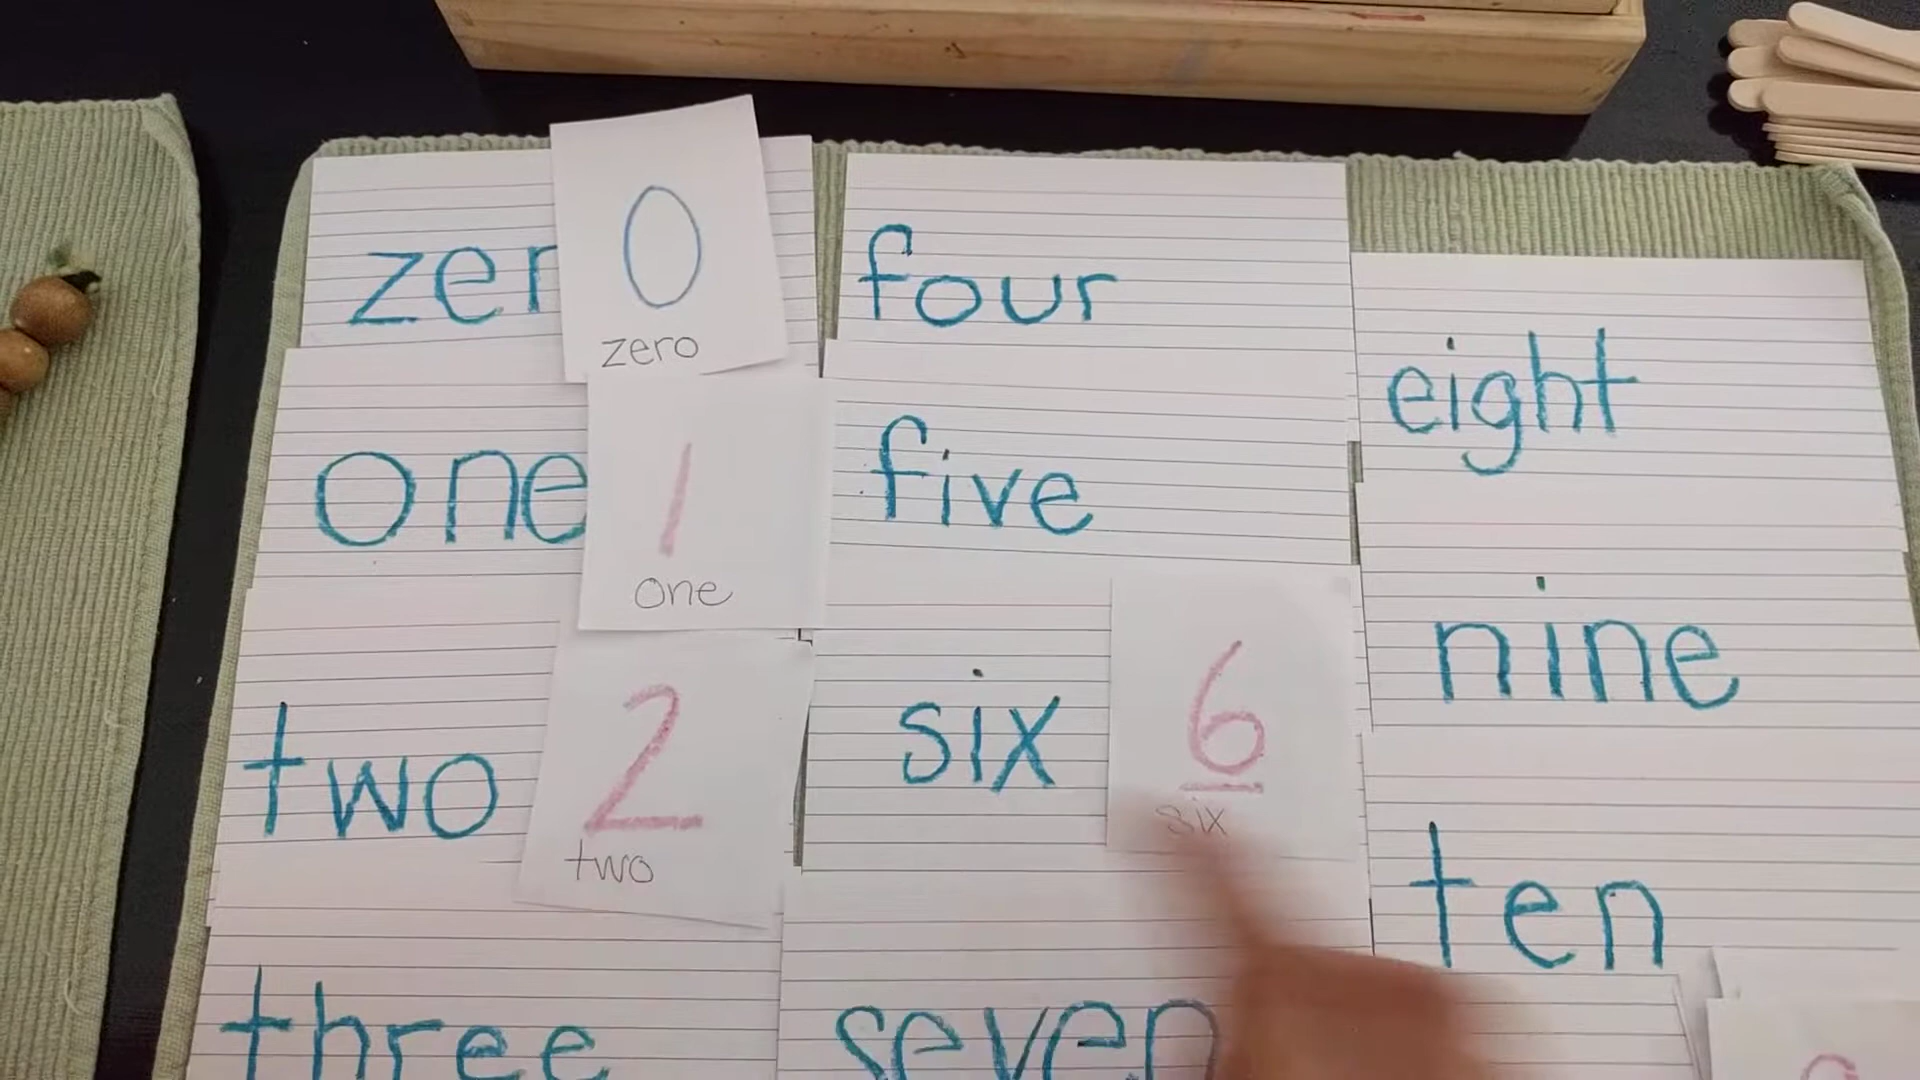 zer
0
zero
one
1
one
two
2
two
three
four
five
six
6
six
seven
eight
nine
ten